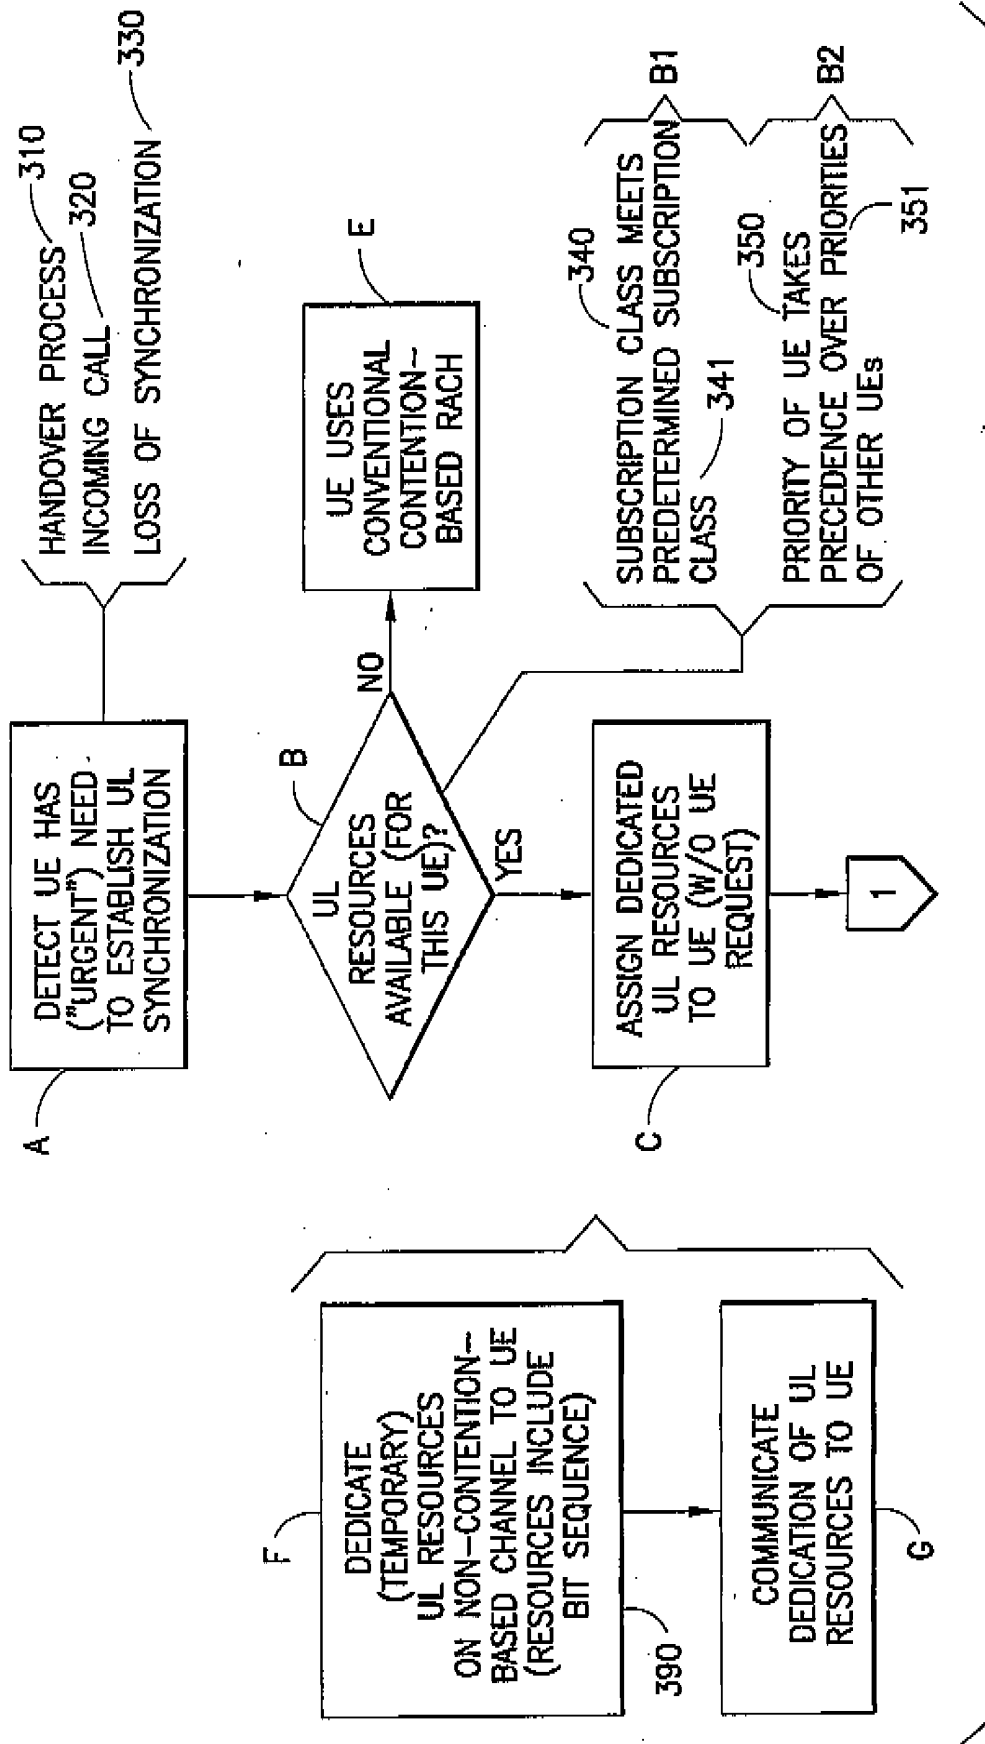 A
DETECT UE HAS
("URGENT") NEED
TO ESTABLISH UL
SYNCHRONIZATION
HANDOVER PROCESS
310
INCOMING CALL
320
LOSS OF SYNCHRONIZATION
330
B
UL
RESOURCES
AVAILABLE (FOR
THIS UE)?
NO
YES
UE USES
CONVENTIONAL
CONTENTION-
BASED RACH
E
340
SUBSCRIPTION CLASS MEETS
PREDETERMINED SUBSCRIPTION
CLASS
341
B1
350
PRIORITY OF UE TAKES
PRECEDENCE OVER PRIORITIES
OF OTHER UEs
351
B2
C
ASSIGN DEDICATED
UL RESOURCES
TO UE (W/O UE
REQUEST)
1
F
DEDICATE
(TEMPORARY)
UL RESOURCES
ON NON-CONTENTION-
BASED CHANNEL TO UE
(RESOURCES INCLUDE
BIT SEQUENCE)
390
COMMUNICATE
DEDICATION OF UL
RESOURCES TO UE
G